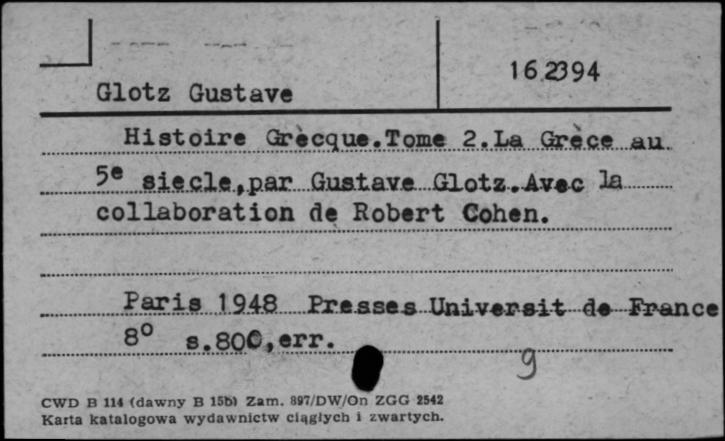 162394
Glotz Gustave
Histoire Grècque.Tome 2.La Grèce au
5e siecle,par Gustave Glotz.Avec la
collaboration de Robert Cohen.
Paris 1948 Presses Universit de France
8° s.800,err.
9
CWD B 114 (dawny B 15b) Zam. 897/DW/On ZGG 2542
Karta katalogowa wydawnictw ciągłych i zwartych.